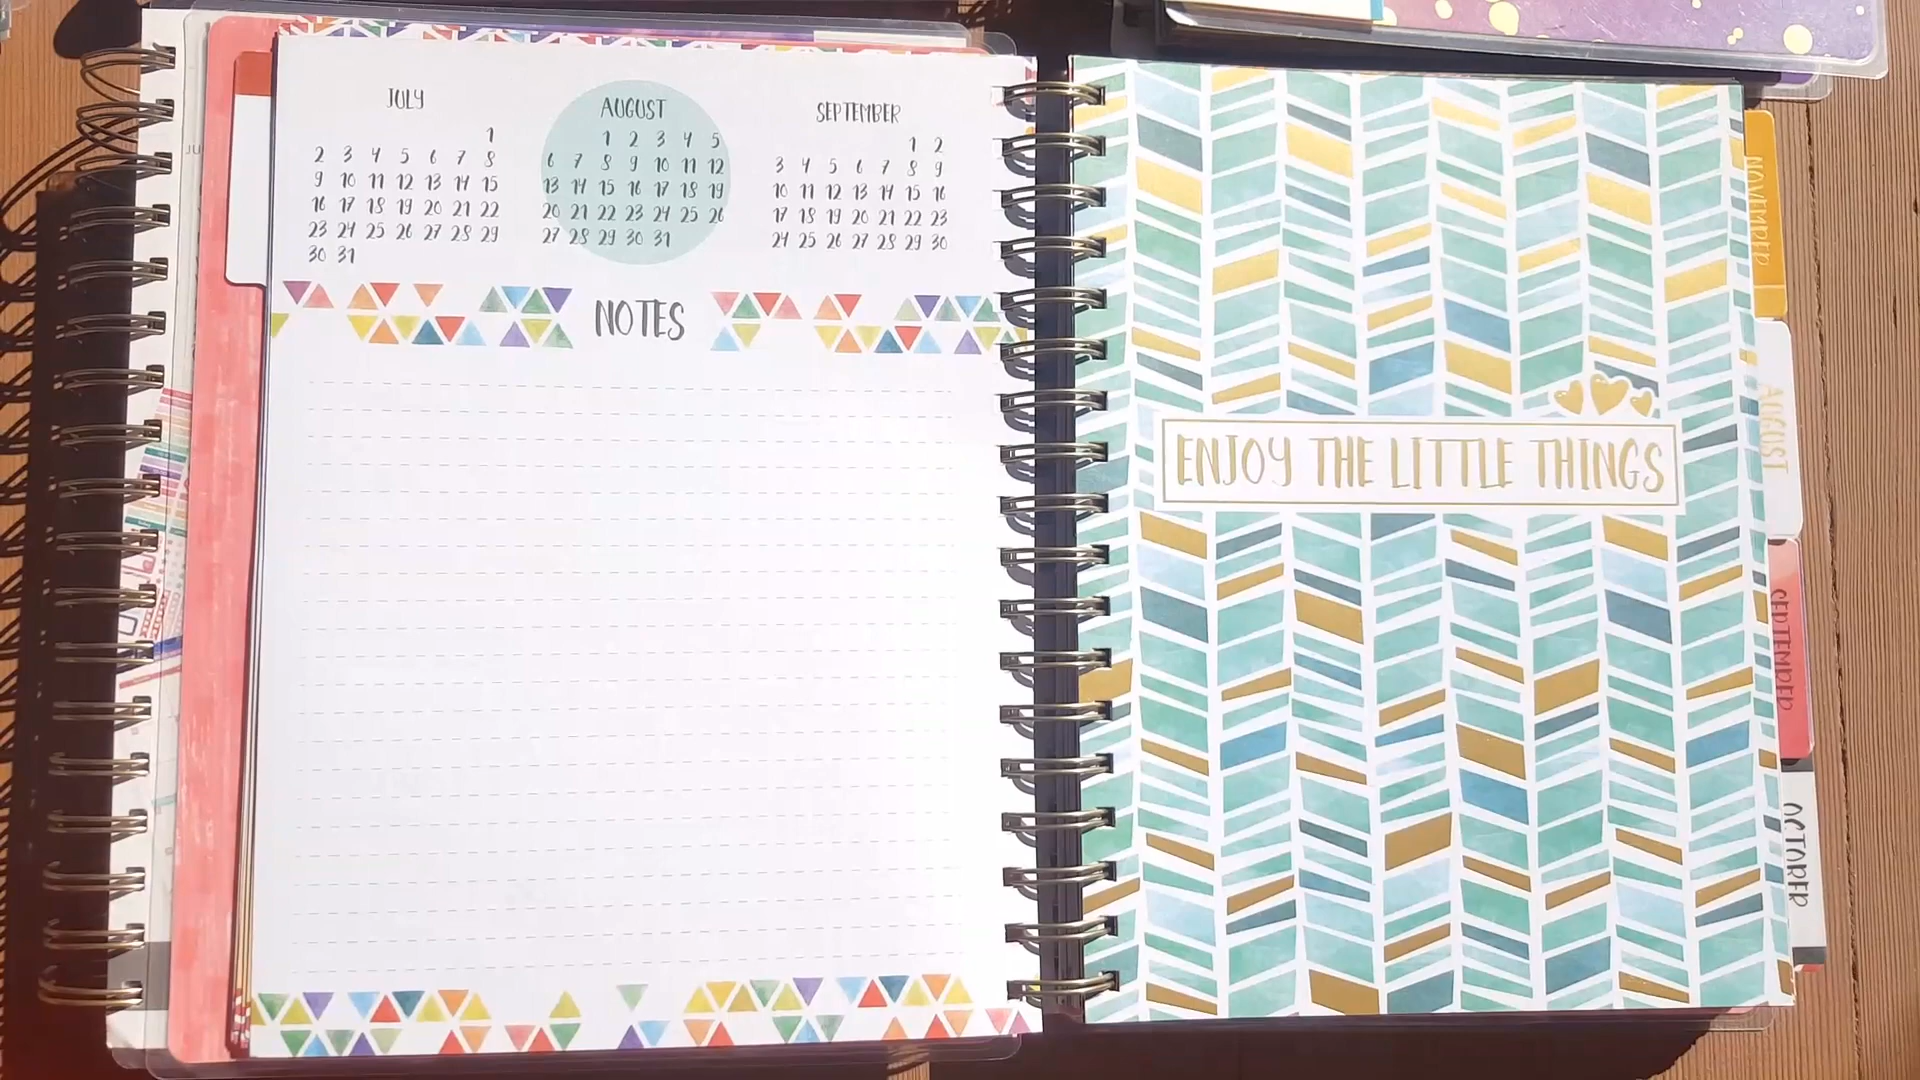 JULY
1
2 3 4 5 6 7 8
9 10 11 12 13 14 15
16 17 18 19 20 21 22
23 24 25 26 27 28 29
30 31
AUGUST
1 2 3 4 5
6 7 8 9 10 11 12
13 14 15 16 17 18 19
20 21 22 23 24 25 26
27 28 29 30 31
SEPTEMBER
1 2
3 4 5 6 7 8 9
10 11 12 13 14 15 16
17 18 19 20 21 22 23
24 25 26 27 28 29 30
NOTES
ENJOY THE LITTLE THINGS
NOVEMBER
AUGUST
SEPTEMBER
OCTOBER